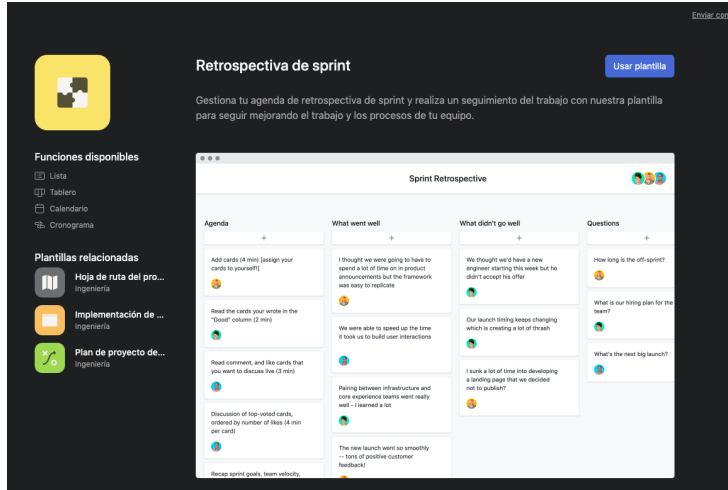 Enviar con
Retrospectiva de sprint
Usar plantilla
Gestiona tu agenda de retrospectiva de sprint y realiza un seguimiento del trabajo con nuestra plantilla
para seguir mejorando el trabajo y los procesos de tu equipo.
Funciones disponibles
Lista
Tablero
Calendario
Cronograma
Plantillas relacionadas
Hoja de ruta del pro...
Ingeniería
Implementación de ...
Ingeniería
Plan de proyecto de...
Ingeniería
Sprint Retrospective
Agenda
Add cards (4 min) [assign your
cards to yourself!]
Read the cards your wrote in the
"Good" column (2 min)
Read comment, and like cards that
you want to discuss live (3 min)
Discussion of top-voted cards,
ordered by number of likes (4 min
per card)
Recap sprint goals, team velocity,
What went well
I thought we were going to have to
spend a lot of time on in product
announcements but the framework
was easy to replicate
We were able to speed up the time
it took us to build user interactions
Pairing between infrastructure and
core experience teams went really
well - I learned a lot
The new launch went so smoothly
-- tons of positive customer
feedback!
What didn't go well
We thought we'd have a new
engineer starting this week but he
didn't accept his offer
Our launch timing keeps changing
which is creating a lot of thrash
I sunk a lot of time into developing
a landing page that we decided
not to publish?
Questions
How long is the off-sprint?
What is our hiring plan for the
team?
What's the next big launch?